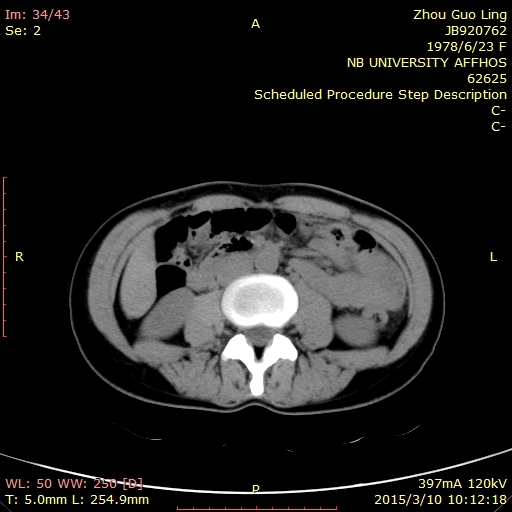 Im: 34/43
Se: 2
A
Zhou Guo Ling
JB920762
1978/6/23 F
NB UNIVERSITY AFFHOS
62625
Scheduled Procedure Step Description
C-
C-
R
L
WL: 50 WW: 250 [D]
T: 5.0mm L: 254.9mm
P
397mA 120kV
2015/3/10 10:12:18